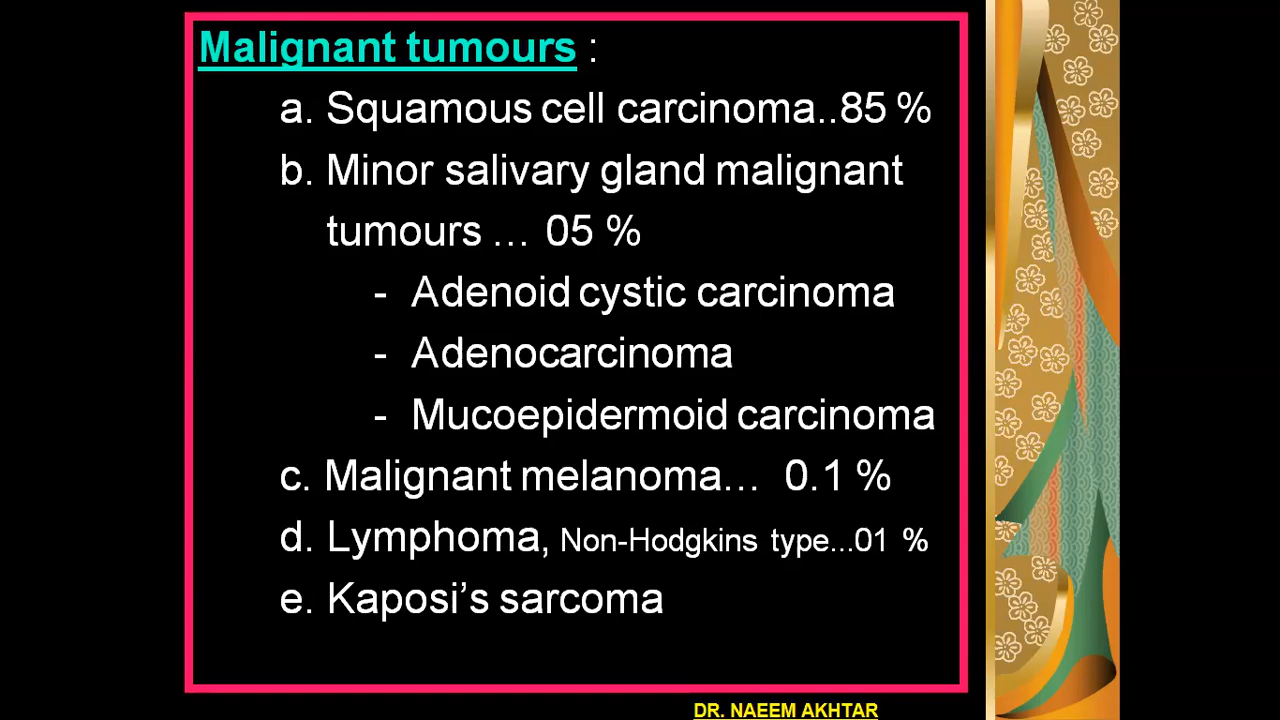 Malignant tumours :
a. Squamous cell carcinoma..85 %
b. Minor salivary gland malignant
tumours … 05 %
- Adenoid cystic carcinoma
- Adenocarcinoma
- Mucoepidermoid carcinoma
c. Malignant melanoma… 0.1 %
d. Lymphoma, Non-Hodgkins type...01 %
e. Kaposi’s sarcoma
DR. NAEEM AKHTAR